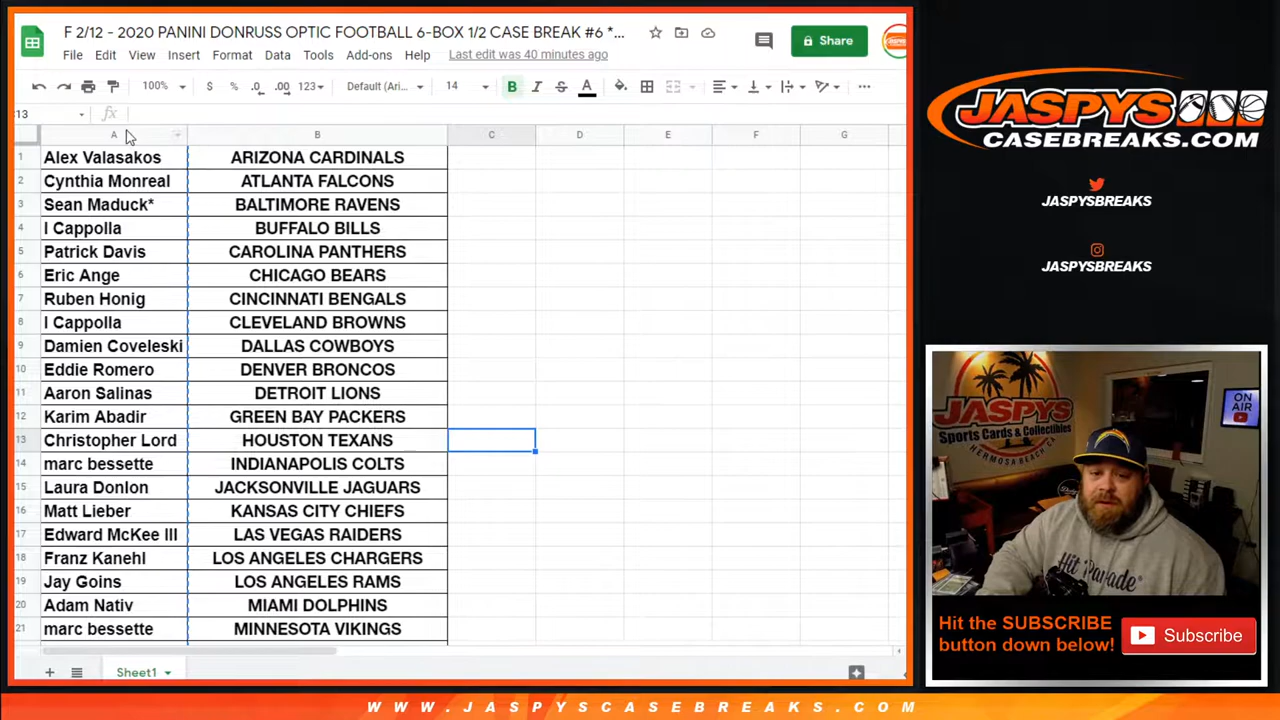 F 2/12 - 2020 PANINI DONRUSS OPTIC FOOTBALL 6-BOX 1/2 CASE BREAK #6 *...
Share
File Edit View Insert Format Data Tools Add-ons Help Last edit was 40 minutes ago
100% $ % .0 .00 123 Default (Ari... 14 B I S A
13 fx
A B C D E F G
1 Alex Valasakos ARIZONA CARDINALS
2 Cynthia Monreal ATLANTA FALCONS
3 Sean Maduck* BALTIMORE RAVENS
4 I Cappolla BUFFALO BILLS
5 Patrick Davis CAROLINA PANTHERS
6 Eric Ange CHICAGO BEARS
7 Ruben Honig CINCINNATI BENGALS
8 I Cappolla CLEVELAND BROWNS
9 Damien Coveleski DALLAS COWBOYS
10 Eddie Romero DENVER BRONCOS
11 Aaron Salinas DETROIT LIONS
12 Karim Abadir GREEN BAY PACKERS
13 Christopher Lord HOUSTON TEXANS
14 marc bessette INDIANAPOLIS COLTS
15 Laura Donlon JACKSONVILLE JAGUARS
16 Matt Lieber KANSAS CITY CHIEFS
17 Edward McKee III LAS VEGAS RAIDERS
18 Franz Kanehl LOS ANGELES CHARGERS
19 Jay Goins LOS ANGELES RAMS
20 Adam Nativ MIAMI DOLPHINS
21 marc bessette MINNESOTA VIKINGS
Sheet1
JASPYS
CASEBREAKS.COM
JASPYSBREAKS
JASPYSBREAKS
JASPYS
Sports Cards & Collectibles
HERMOSA BEACH, CA
ON
AIR
Hit Parade
Hit the SUBSCRIBE
button down below!
Subscribe
WWW.JASPYSCASEBREAKS.COM